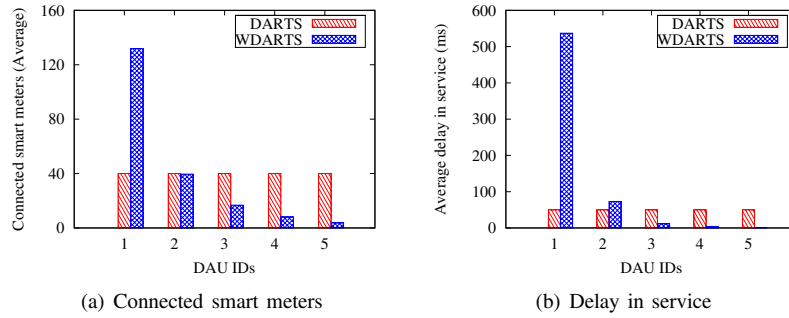 DARTS
WDARTS
160
120
80
40
0
Connected smart meters (Average)
1 2 3 4 5
DAU IDs
(a) Connected smart meters
DARTS
WDARTS
600
500
400
300
200
100
0
Average delay in service (ms)
1 2 3 4 5
DAU IDs
(b) Delay in service